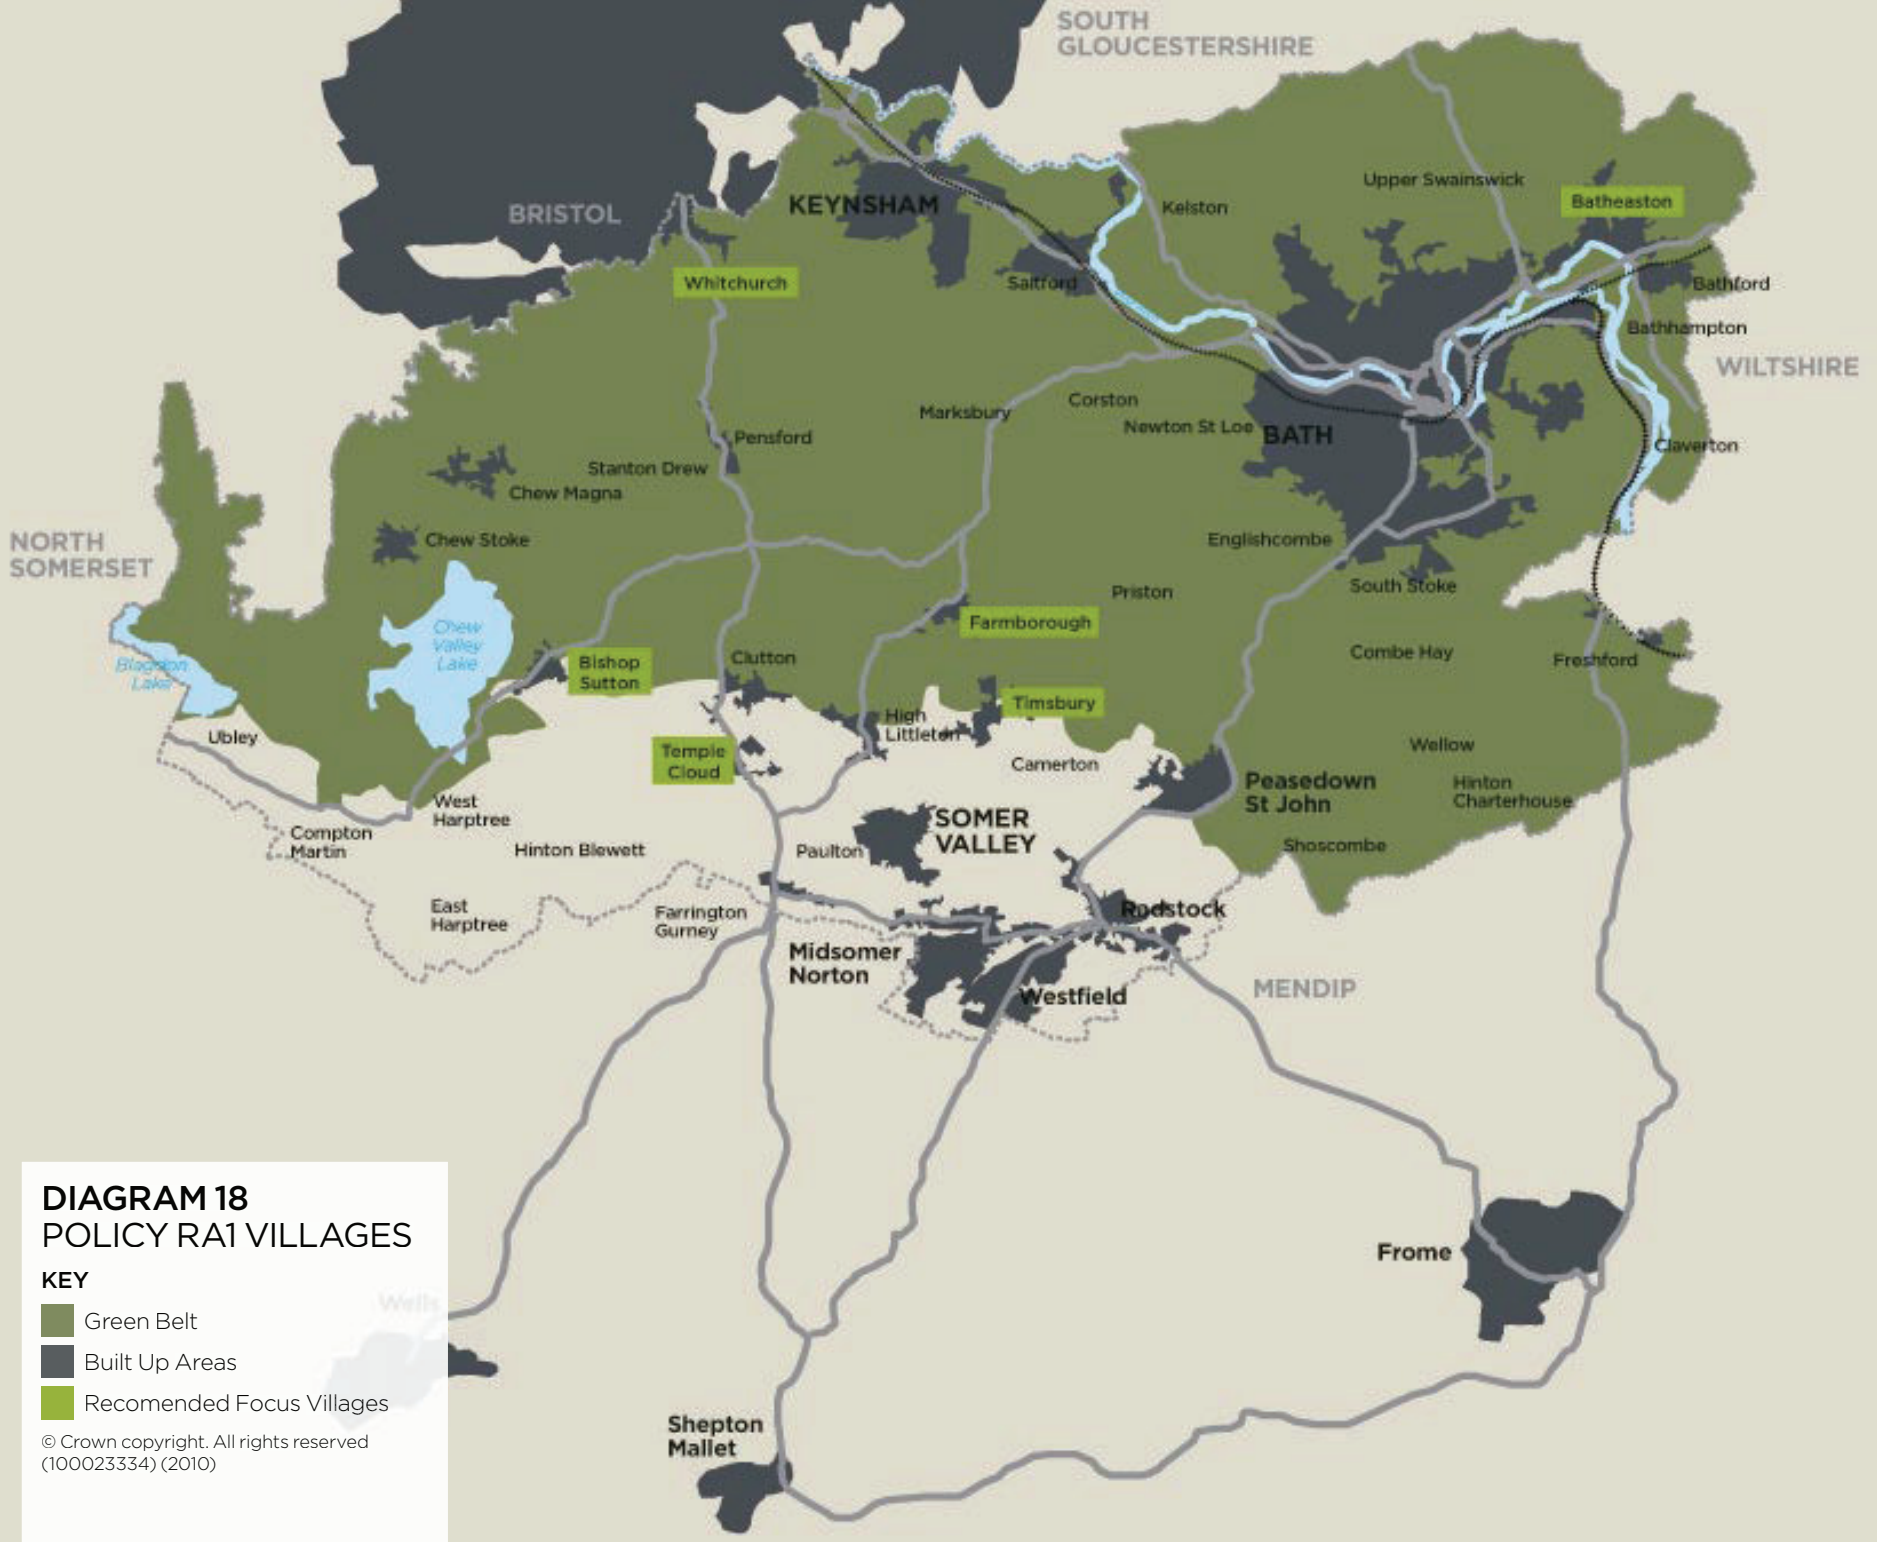 SOUTH
GLOUCESTERSHIRE
Upper Swainswick
Batheaston
KEYNSHAM
Kelston
BRISTOL
Whitchurch
Saltford
Bathford
Bathhampton
WILTSHIRE
Marksbury
Corston
Newton St Loe
BATH
Pensford
Claverton
Stanton Drew
Chew Magna
NORTH
SOMERSET
Chew Stoke
Englishcombe
South Stoke
Priston
Farmborough
Chew
Valley
Lake
Blagdon
Lake
Bishop
Sutton
Clutton
Combe Hay
Freshford
Timsbury
High
Littleton
Ubley
Temple
Cloud
Camerton
Wellow
Peasedown
St John
Hinton
Charterhouse
West
Harptree
Compton
Martin
Hinton Blewett
Paulton
SOMER
VALLEY
Shoscombe
East
Harptree
Farrington
Gurney
Radstock
Midsomer
Norton
Westfield
MENDIP
DIAGRAM 18
POLICY RA1 VILLAGES
KEY
Green Belt
Built Up Areas
Recomended Focus Villages
© Crown copyright. All rights reserved
(100023334) (2010)
Wells
Frome
Shepton
Mallet